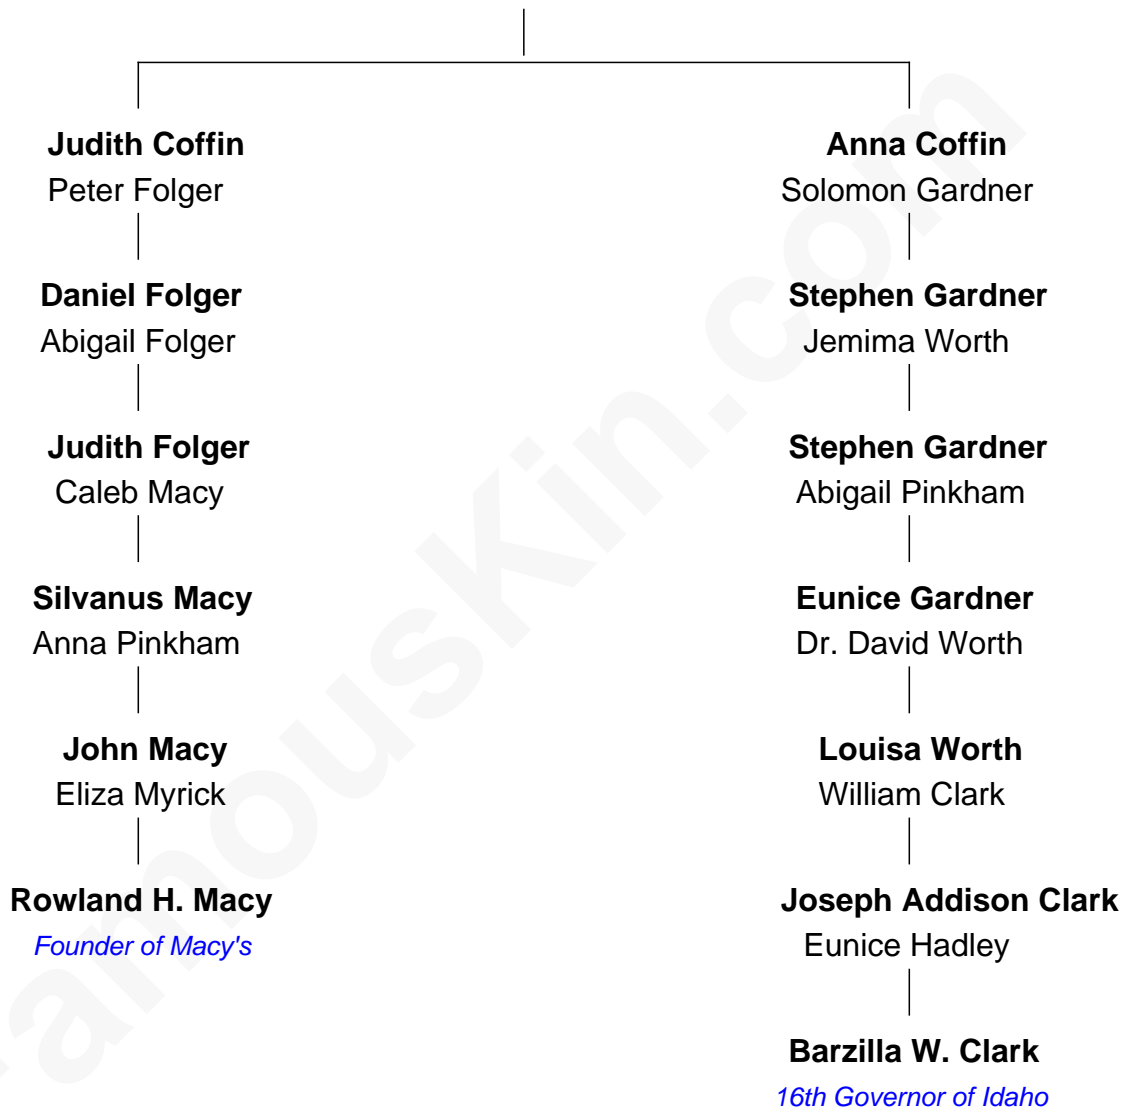 Judith Coffin
Peter Folger
Anna Coffin
Solomon Gardner
Daniel Folger
Abigail Folger
Stephen Gardner
Jemima Worth
Judith Folger
Caleb Macy
Stephen Gardner
Abigail Pinkham
Silvanus Macy
Anna Pinkham
Eunice Gardner
Dr. David Worth
John Macy
Eliza Myrick
Louisa Worth
William Clark
Rowland H. Macy
Founder of Macy's
Joseph Addison Clark
Eunice Hadley
Barzilla W. Clark
16th Governor of Idaho
FamousKin.com